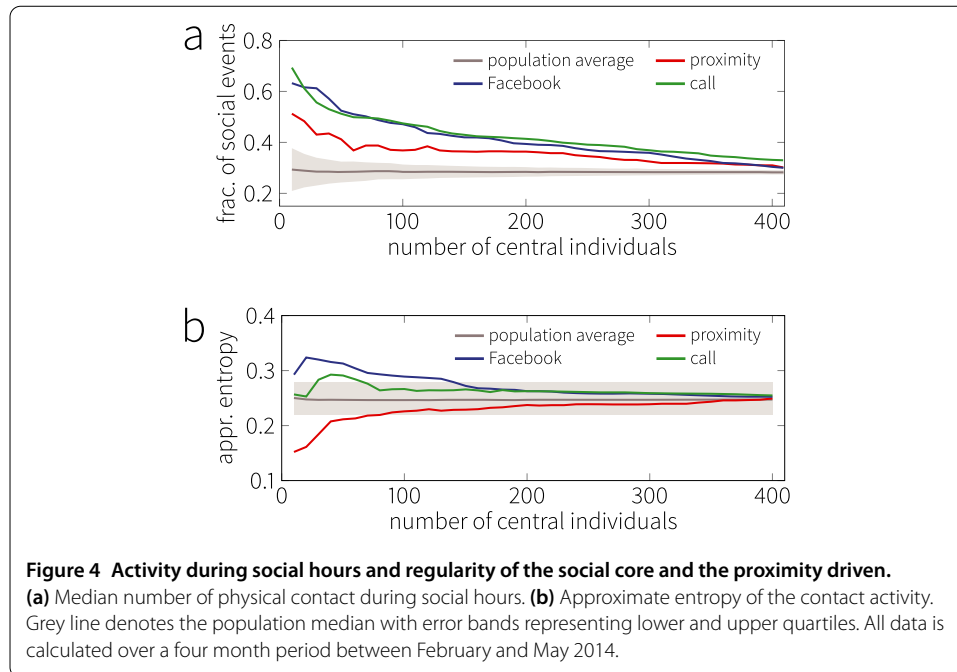 a
frac. of social events
0.8
0.6
0.4
0.2
population average
proximity
Facebook
call
0
100
200
300
400
number of central individuals
b
appr. entropy
0.4
0.3
0.2
0.1
population average
proximity
Facebook
call
0
100
200
300
400
number of central individuals
Figure 4 Activity during social hours and regularity of the social core and the proximity driven.
(a) Median number of physical contact during social hours. (b) Approximate entropy of the contact activity.
Grey line denotes the population median with error bands representing lower and upper quartiles. All data is
calculated over a four month period between February and May 2014.